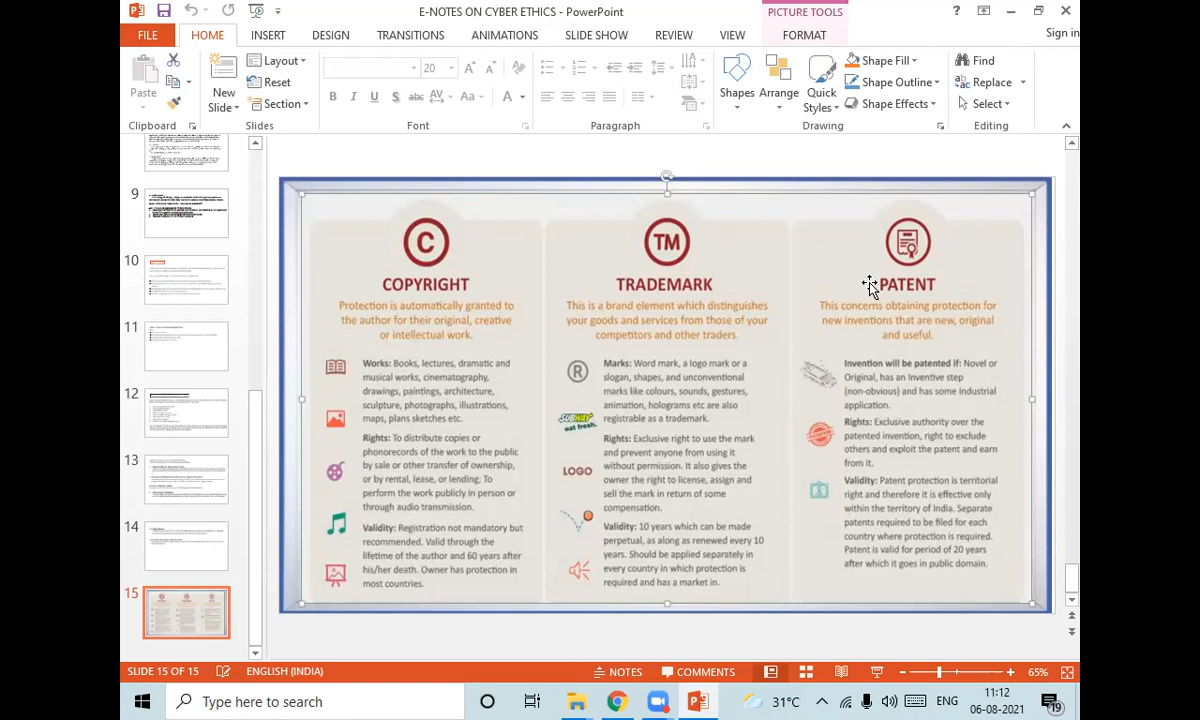 E-NOTES ON CYBER ETHICS - PowerPoint
PICTURE TOOLS
?
Sign in
FILE
HOME
INSERT
DESIGN
TRANSITIONS
ANIMATIONS
SLIDE SHOW
REVIEW
VIEW
FORMAT
Paste
New
Slide
Layout
Reset
Section
20
B I U S abc AV Aa A
Shapes
Arrange
Quick
Styles
Shape Fill
Shape Outline
Shape Effects
Find
Replace
Select
Clipboard
Slides
Font
Paragraph
Drawing
Editing
9
10
11
12
13
14
15
C
COPYRIGHT
Protection is automatically granted to
the author for their original, creative
or intellectual work.
Works: Books, lectures, dramatic and
musical works, cinematography,
drawings, paintings, architecture,
sculpture, photographs, illustrations,
maps, plans sketches etc.
Rights: To distribute copies or
phonorecords of the work to the public
by sale or other transfer of ownership,
or by rental, lease, or lending; To
perform the work publicly in person or
through audio transmission.
Validity: Registration not mandatory but
recommended. Valid through the
lifetime of the author and 60 years after
his/her death. Owner has protection in
most countries.
TM
TRADEMARK
This is a brand element which distinguishes
your goods and services from those of your
competitors and other traders.
R
SUBWAY
eat fresh.
LOGO
Marks: Word mark, a logo mark or a
slogan, shapes, and unconventional
marks like colours, sounds, gestures,
animation, holograms etc are also
registrable as a trademark.
Rights: Exclusive right to use the mark
and prevent anyone from using it
without permission. It also gives the
owner the right to license, assign and
sell the mark in return of some
compensation.
Validity: 10 years which can be made
perpetual, as along as renewed every 10
years. Should be applied separately in
every country in which protection is
required and has a market in.
PATENT
This concerns obtaining protection for
new inventions that are new, original
and useful.
Invention will be patented if: Novel or
Original, has an Inventive step
(non-obvious) and has some Industrial
application.
Rights: Exclusive authority over the
patented invention, right to exclude
others and exploit the patent and earn
from it.
Validity: Patent protection is territorial
right and therefore it is effective only
within the territory of India. Separate
patents required to be filed for each
country where protection is required.
Patent is valid for period of 20 years
after which it goes in public domain.
SLIDE 15 OF 15
ENGLISH (INDIA)
NOTES
COMMENTS
65%
Type here to search
31°C
ENG
11:12
06-08-2021
19